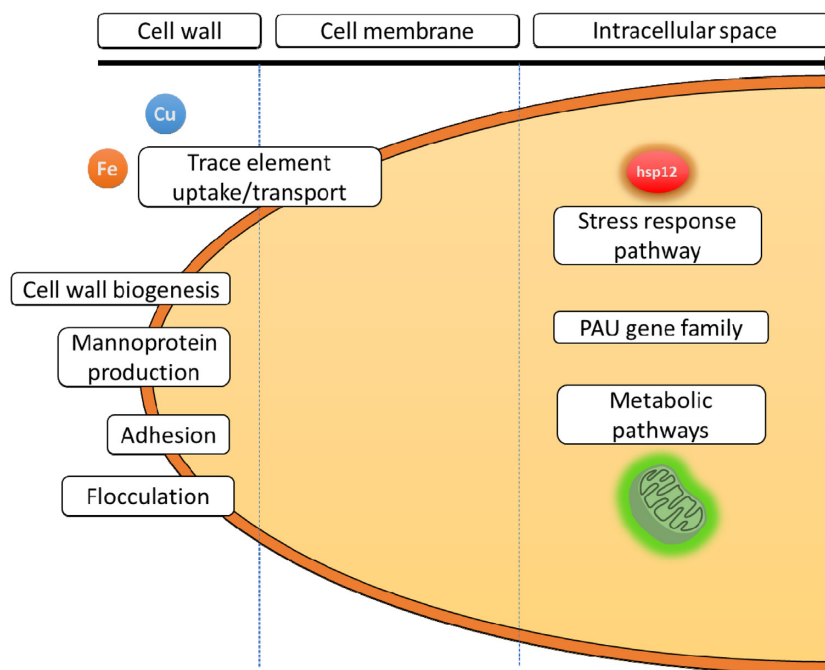 Cell wall
Cell membrane
Intracellular space
Cu
Fe
Trace element
uptake/transport
hsp12
Stress response
pathway
Cell wall biogenesis
PAU gene family
Mannoprotein
production
Metabolic
pathways
Adhesion
Flocculation